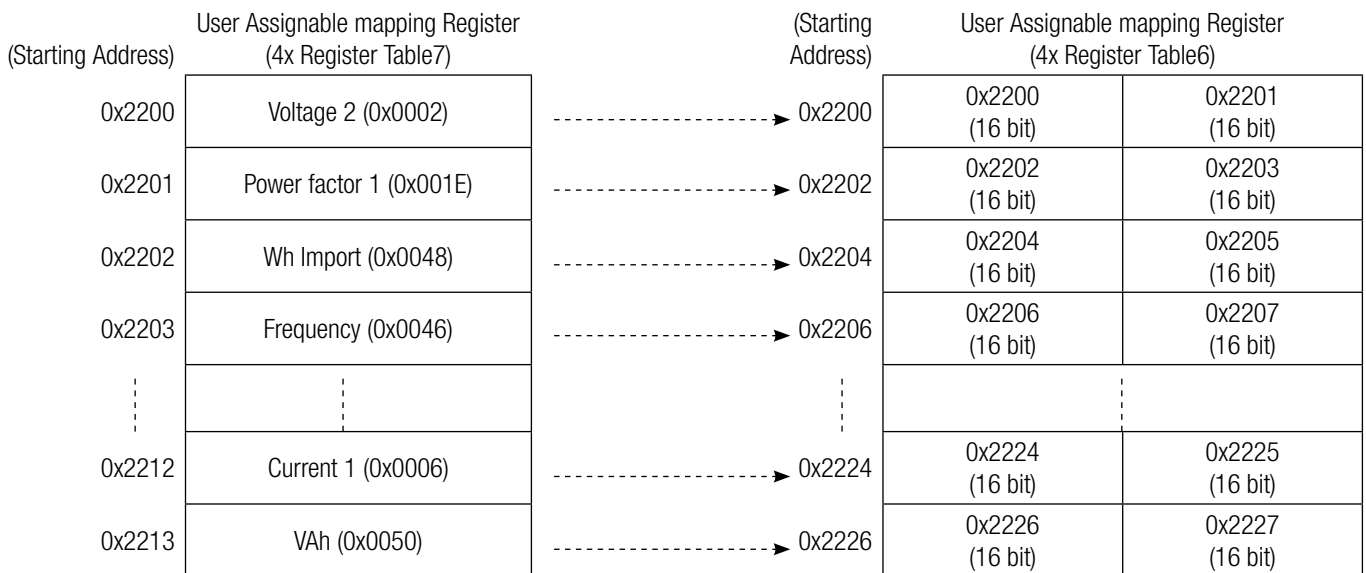 User Assignable mapping Register
(4x Register Table7)
(Starting Address)
(Starting
Address)
User Assignable mapping Register
(4x Register Table6)
0x2200 Voltage 2 (0x0002) 0x2200 0x2200 0x2201
(16 bit) (16 bit)
0x2201 Power factor 1 (0x001E) 0x2202 0x2202 0x2203
(16 bit) (16 bit)
0x2202 Wh Import (0x0048) 0x2204 0x2204 0x2205
(16 bit) (16 bit)
0x2203 Frequency (0x0046) 0x2206 0x2206 0x2207
(16 bit) (16 bit)
0x2212 Current 1 (0x0006) 0x2224 0x2224 0x2225
(16 bit) (16 bit)
0x2213 VAh (0x0050) 0x2226 0x2226 0x2227
(16 bit) (16 bit)